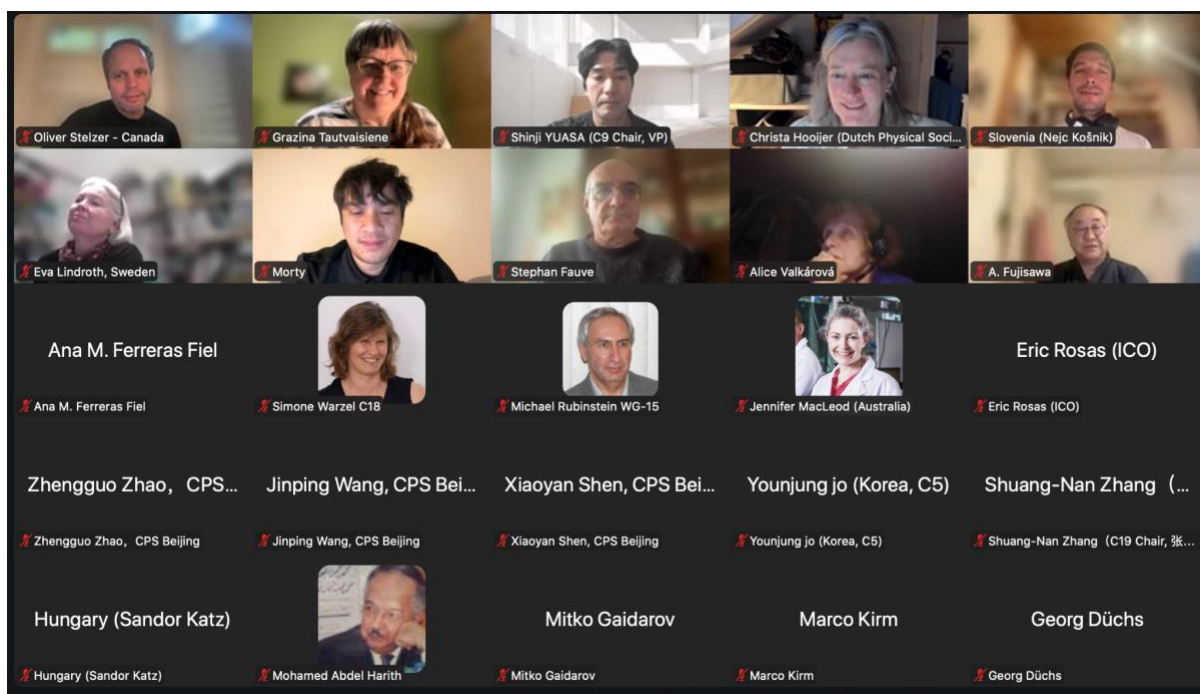 Oliver Stelzer - Canada
Grazina Tautvaisiene
Shinji YUASA (C9 Chair, VP)
Christa Hooijer (Dutch Physical Soci...
Slovenia (Nejc Košnik)
Eva Lindroth, Sweden
Morty
Stephan Fauve
Alice Valkárová
A. Fujisawa
Ana M. Ferreras Fiel
Eric Rosas (ICO)
Ana M. Ferreras Fiel
Simone Warzel C18
Michael Rubinstein WG-15
Jennifer MacLeod (Australia)
Eric Rosas (ICO)
Zhengguo Zhao，CPS...
Jinping Wang, CPS Bei...
Xiaoyan Shen, CPS Bei...
Younjung jo (Korea, C5)
Shuang-Nan Zhang（...
Zhengguo Zhao，CPS Beijing
Jinping Wang, CPS Beijing
Xiaoyan Shen, CPS Beijing
Younjung jo (Korea, C5)
Shuang-Nan Zhang（C19 Chair, 张...
Hungary (Sandor Katz)
Mitko Gaidarov
Marco Kirm
Georg Düchs
Hungary (Sandor Katz)
Mohamed Abdel Harith
Mitko Gaidarov
Marco Kirm
Georg Düchs